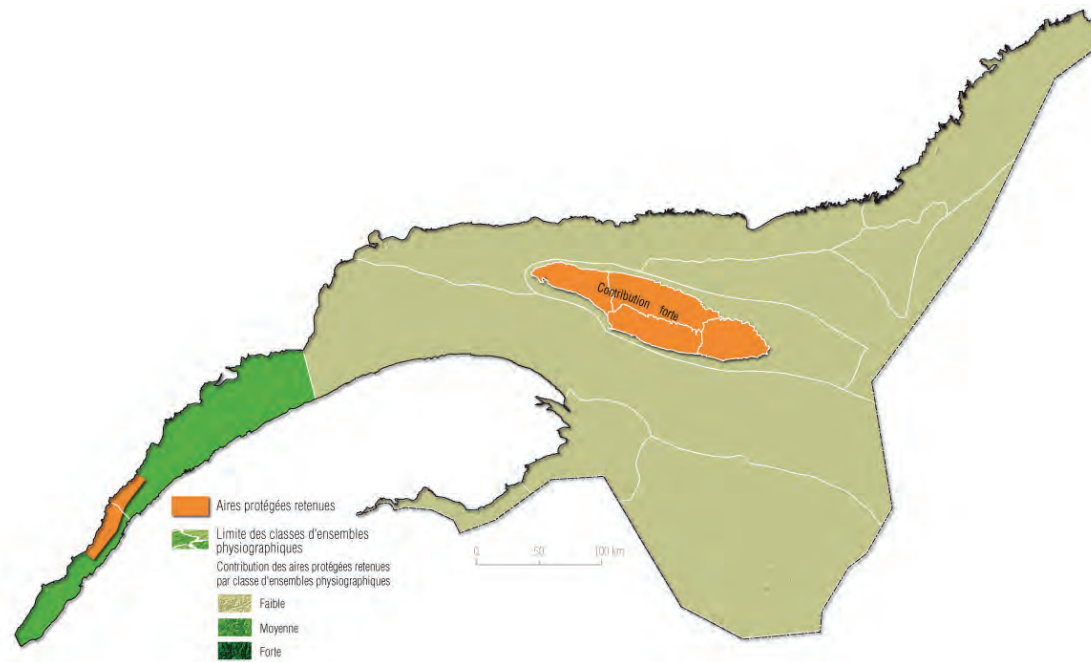 Contribution forte
Aires protégées retenues
Limite des classes d'ensembles
physiographiques
Contribution des aires protégées retenues
par classe d'ensembles physiographiques
Faible
Moyenne
Forte
0 50 100 km